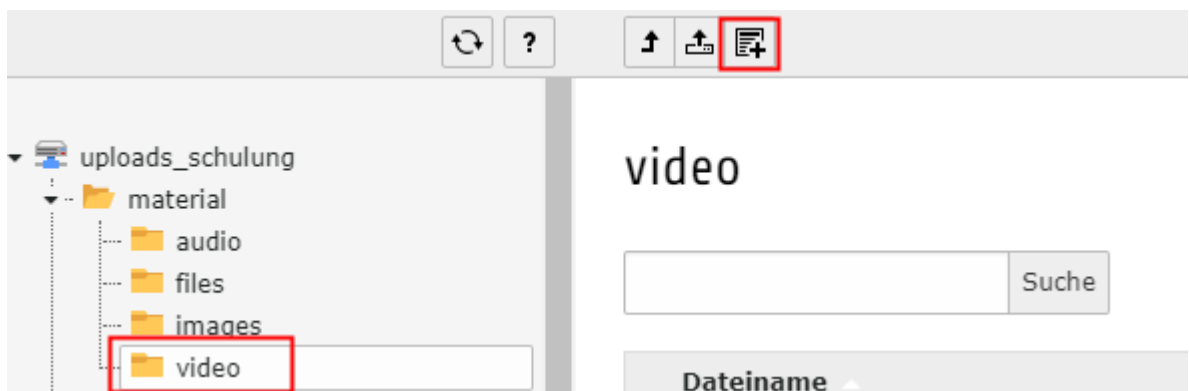 ?
uploads_schulung
material
audio
files
images
video
video
Suche
Dateiname